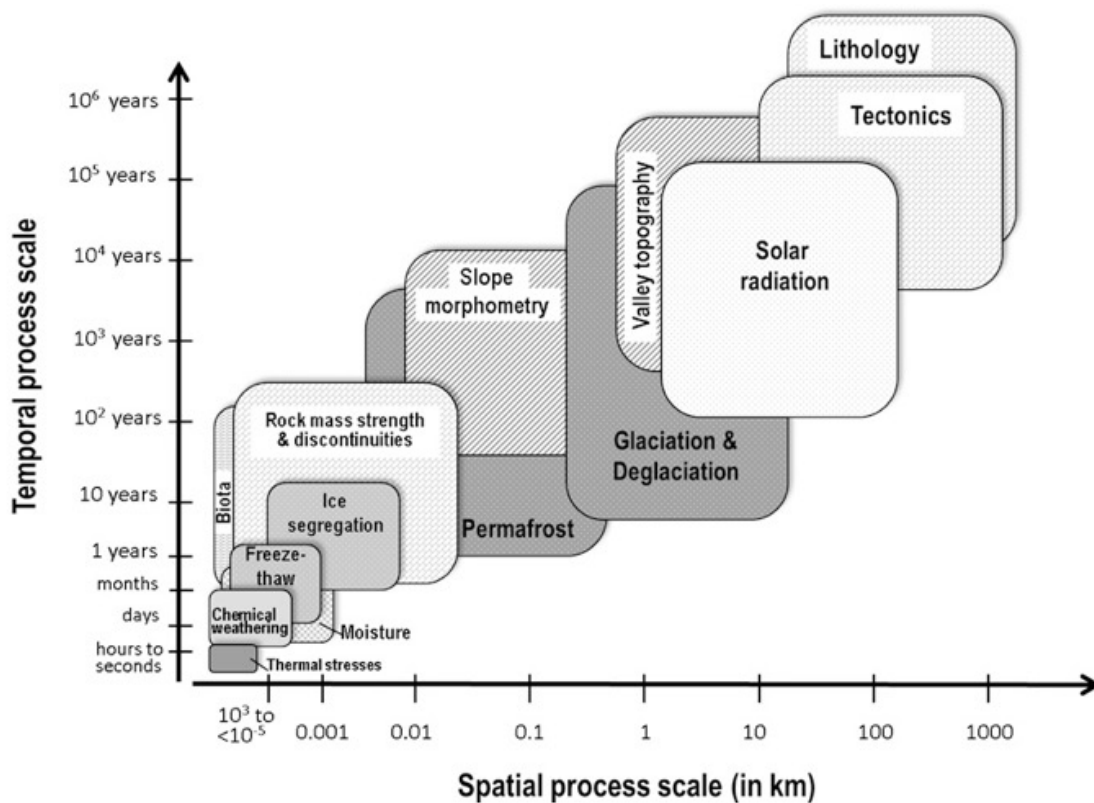 Temporal process scale
10⁶ years
10⁵ years
10⁴ years
10³ years
10² years
10 years
1 years
months
days
hours to
seconds
Lithology
Tectonics
Valley topography
Solar
radiation
Slope
morphometry
Glaciation &
Deglaciation
Permafrost
Rock mass strength
& discontinuities
Biota
Ice
segregation
Freeze-
thaw
Chemical
weathering
Moisture
Thermal stresses
10³ to
<10⁻⁵
0.001
0.01
0.1
1
10
100
1000
Spatial process scale (in km)